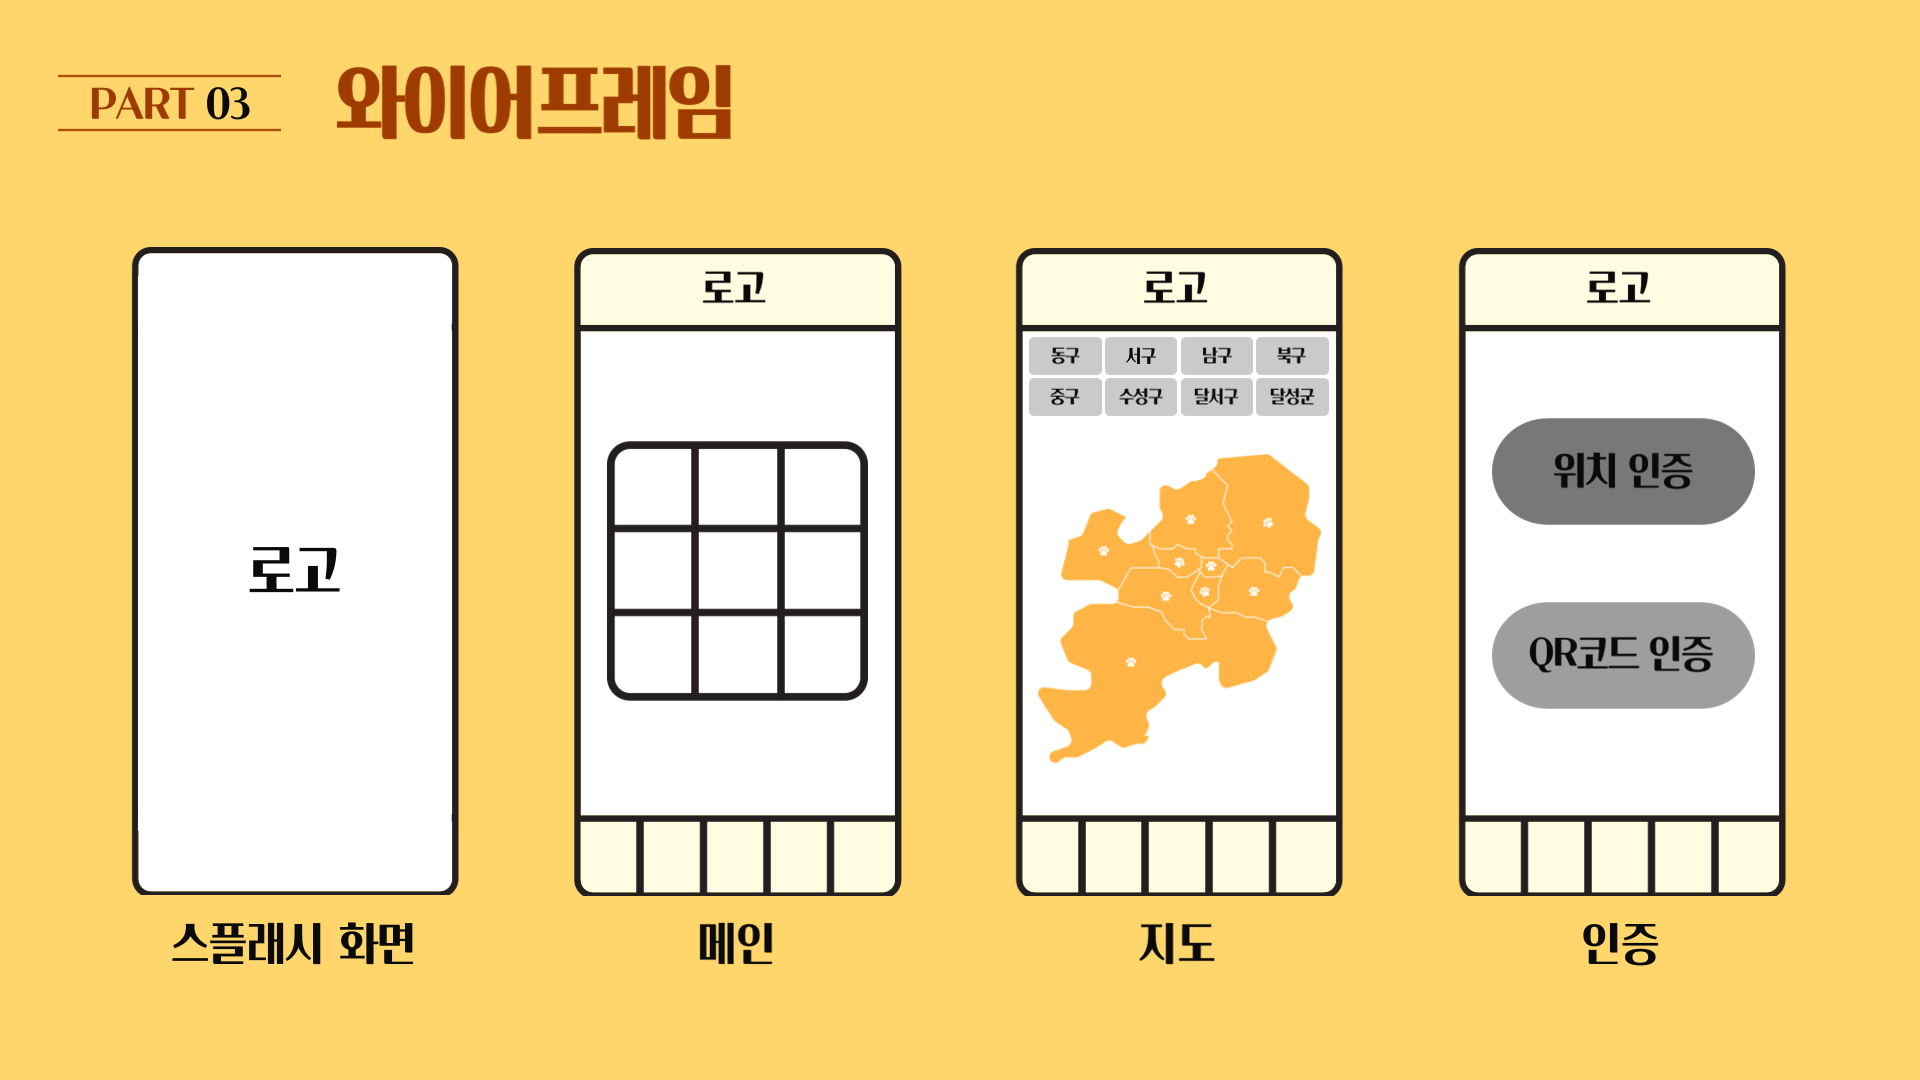 PART 03
와이어프레임
로고
스플래시 화면
로고
메인
로고
동구 서구 남구 북구
중구 수성구 달서구 달성군
지도
로고
위치 인증
QR코드 인증
인증